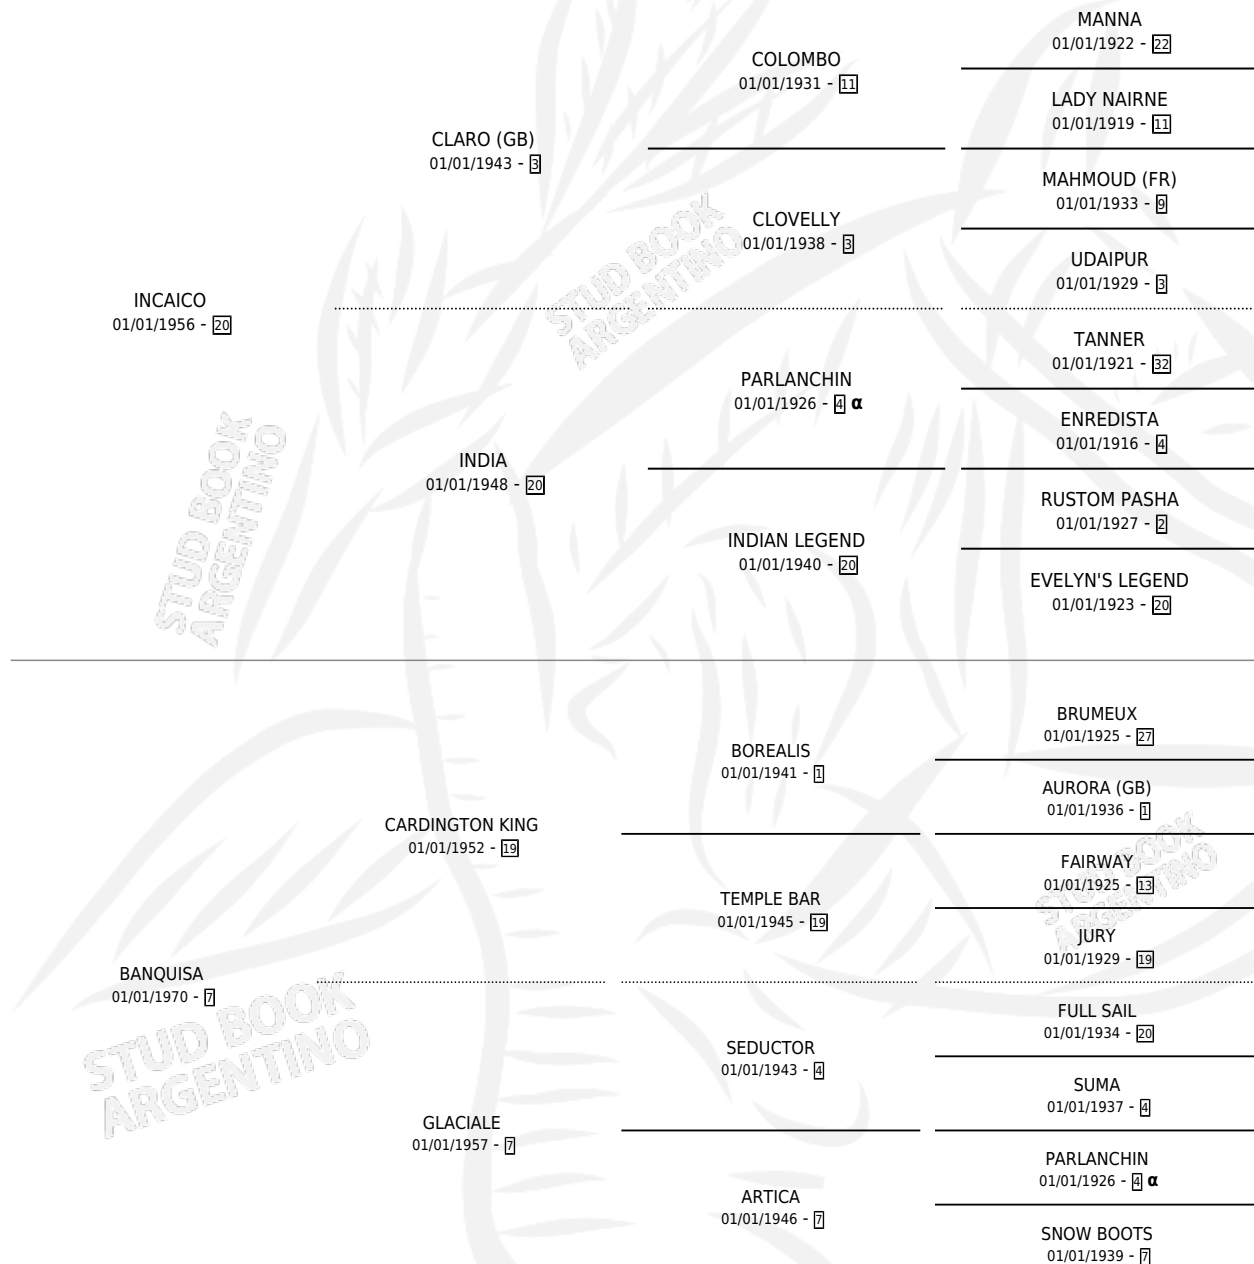 MANNA
01/01/1922 - 22
COLOMBO
01/01/1931 - 11
LADY NAIRNE
01/01/1919 - 11
CLARO (GB)
01/01/1943 - 3
MAHMOUD (FR)
01/01/1933 - 9
CLOVELLY
01/01/1938 - 3
STUD BOOK
ARGENTINO
UDAIPUR
01/01/1929 - 3
INCAICO
01/01/1956 - 20
TANNER
01/01/1921 - 32
PARLANCHIN
01/01/1926 - 4 α
ENREDISTA
01/01/1916 - 4
INDIA
01/01/1948 - 20
STUD BOOK
ARGENTINO
RUSTOM PASHA
01/01/1927 - 2
INDIAN LEGEND
01/01/1940 - 20
EVELYN'S LEGEND
01/01/1923 - 20
BRUMEUX
01/01/1925 - 27
BOREALIS
01/01/1941 - 1
AURORA (GB)
01/01/1936 - 1
CARDINGTON KING
01/01/1952 - 19
STUD BOOK
ARGENTINO
FAIRWAY
01/01/1925 - 13
TEMPLE BAR
01/01/1945 - 19
JURY
01/01/1929 - 19
BANQUISA
01/01/1970 - 7
STUD BOOK
ARGENTINO
FULL SAIL
01/01/1934 - 20
SEDUCTOR
01/01/1943 - 4
SUMA
01/01/1937 - 4
GLACIALE
01/01/1957 - 7
PARLANCHIN
01/01/1926 - 4 α
ARTICA
01/01/1946 - 7
SNOW BOOTS
01/01/1939 - 7